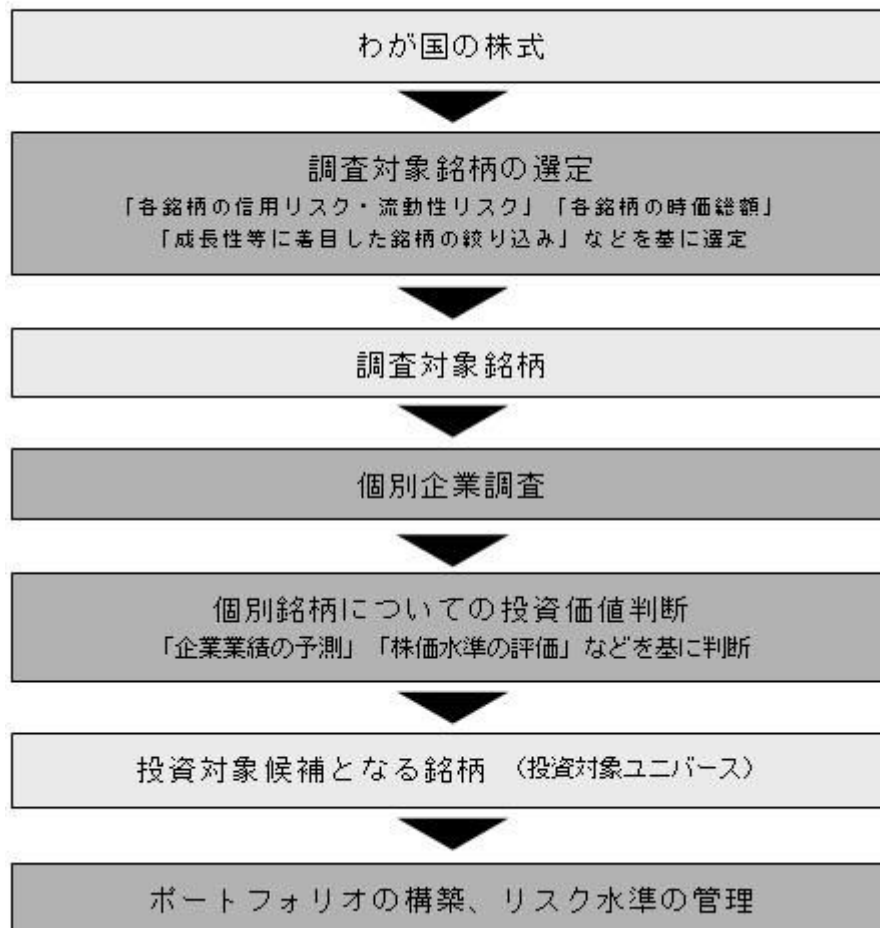 わが国の株式
調査対象銘柄の選定
「各銘柄の信用リスク・流動性リスク」「各銘柄の時価総額」
「成長性等に着目した銘柄の絞り込み」などを基に選定
調査対象銘柄
個別企業調査
個別銘柄についての投資価値判断
「企業業績の予測」「株価水準の評価」などを基に判断
投資対象候補となる銘柄 （投資対象ユニバース）
ポートフォリオの構築、リスク水準の管理